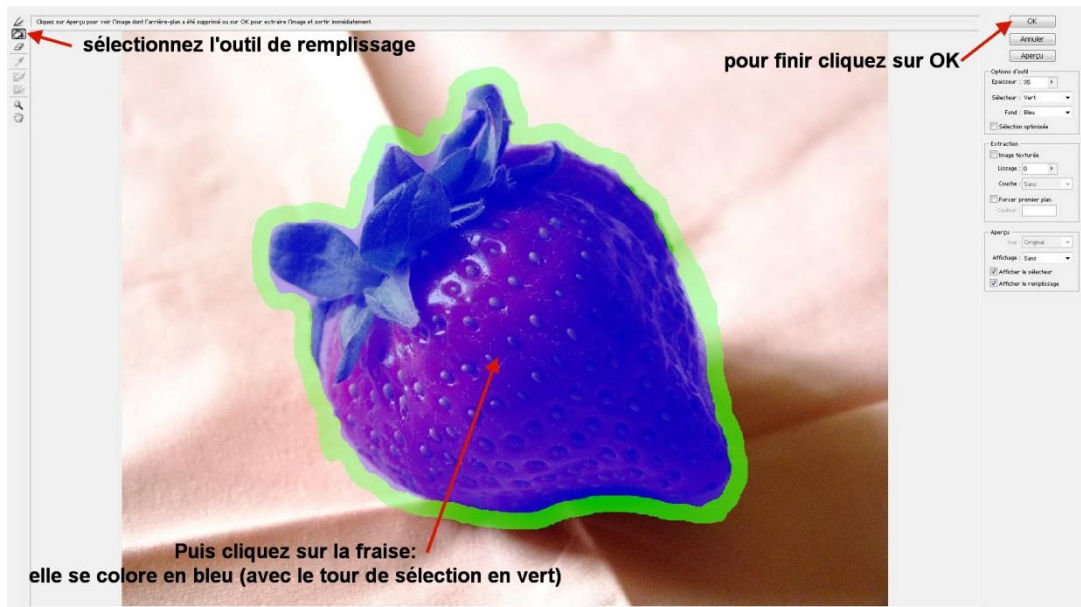 Cliquez sur Aperçu pour voir l'image dont l'arrière-plan a été supprimé ou sur OK pour extraire l'image et sortir immédiatement.
sélectionnez l'outil de remplissage
pour finir cliquez sur OK
OK
Annuler
Aperçu
Options d'outil
Epaisseur : 35
Sélecteur : Vert
Fond : Bleu
Sélection optimisée
Extraction
Image texturée
Lissage : 0
Couche : Sans
Forcer premier plan
Couleur :
Aperçu
Vue : Original
Affichage : Sans
Afficher le sélecteur
Afficher le remplissage
Puis cliquez sur la fraise:
elle se colore en bleu (avec le tour de sélection en vert)